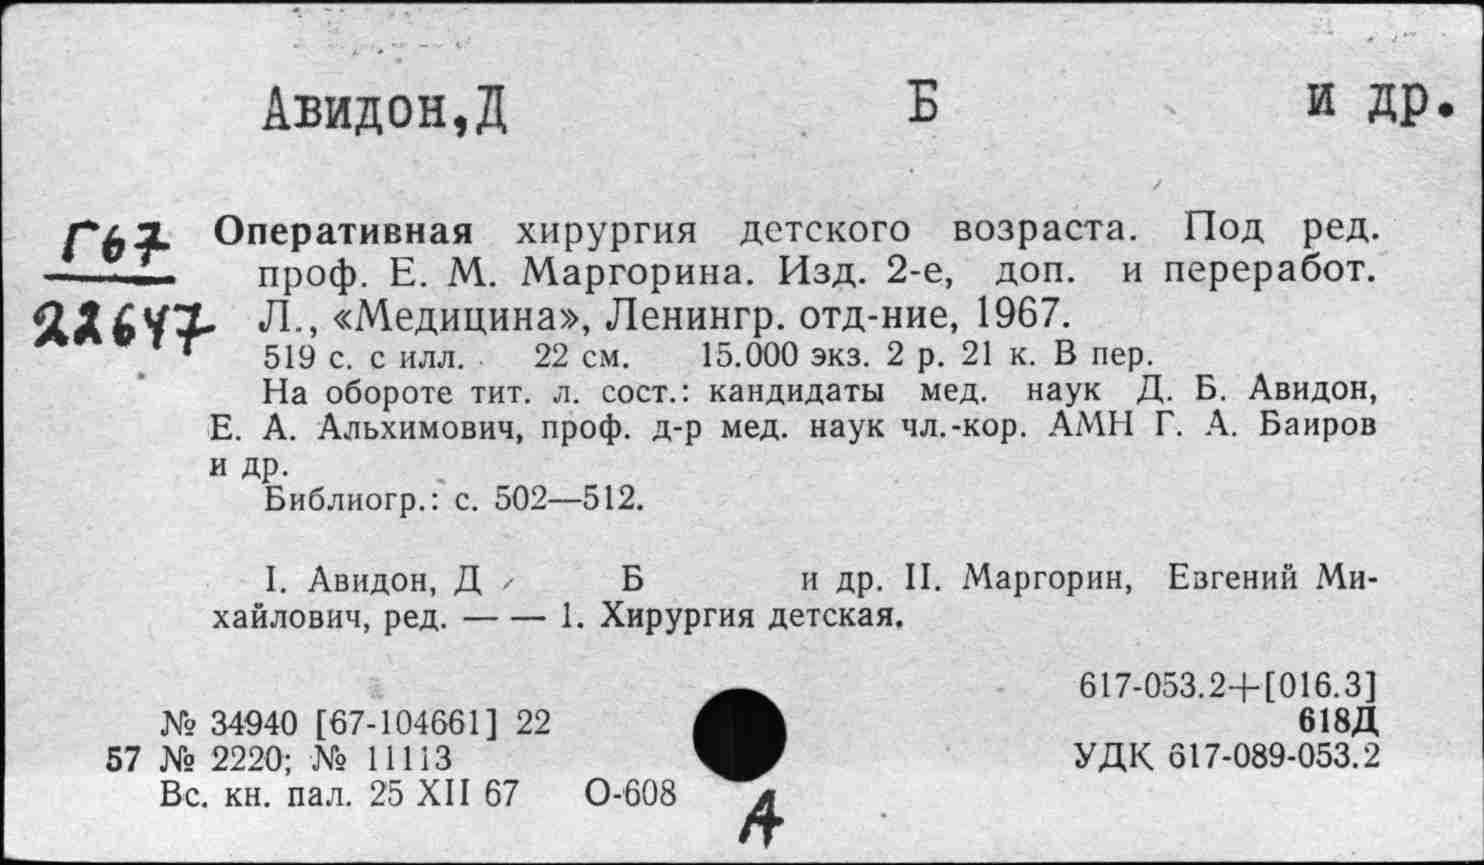 Авидон,Д Б и др.
Г67
22647
Оперативная хирургия детского возраста. Под ред.
проф. Е. М. Маргорина. Изд. 2-е, доп. и переработ.
Л., «Медицина», Ленингр. отд-ние, 1967.
519 с. с илл. 22 см. 15.000 экз. 2 р. 21 к. В пер.
На обороте тит. л. сост.: кандидаты мед. наук Д. Б. Авидон,
Е. А. Альхимович, проф. д-р мед. наук чл.-кор. АМН Г. А. Баиров
и др.
Библиогр.: с. 502—512.
I. Авидон, Д Б и др. II. Маргорин, Евгений Ми-
хайлович, ред. — — 1. Хирургия детская.
617-053.2+[016.3]
№ 34940 [67-104661] 22 618Д
57 № 2220; № 11113 УДК 617-089-053.2
Вс. кн. пал. 25 XII 67 О-608
А